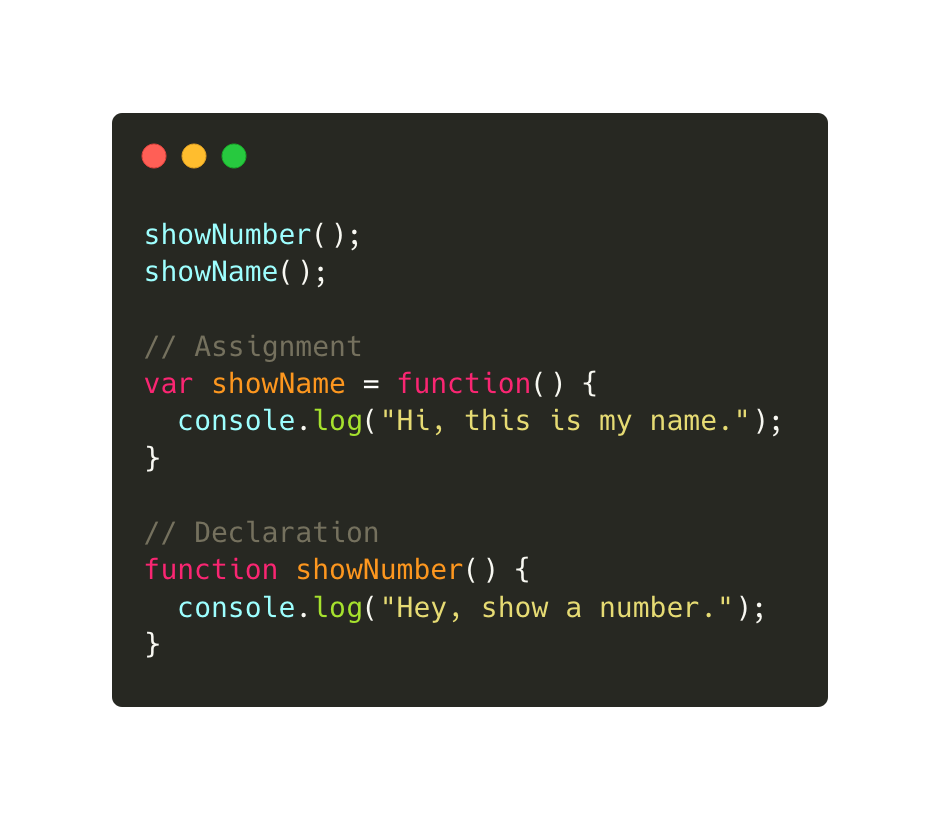 showNumber();
showName();

// Assignment
var showName = function() {
  console.log("Hi, this is my name.");
}

// Declaration
function showNumber() {
  console.log("Hey, show a number.");
}